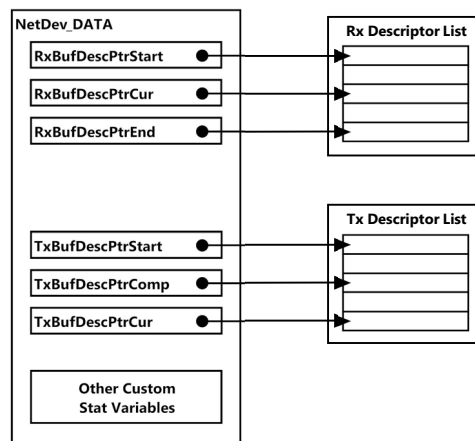 NetDev_DATA
RxBufDescPtrStart
RxBufDescPtrCur
RxBufDescPtrEnd
Rx Descriptor List
TxBufDescPtrStart
TxBufDescPtrComp
TxBufDescPtrCur
Tx Descriptor List
Other Custom
Stat Variables